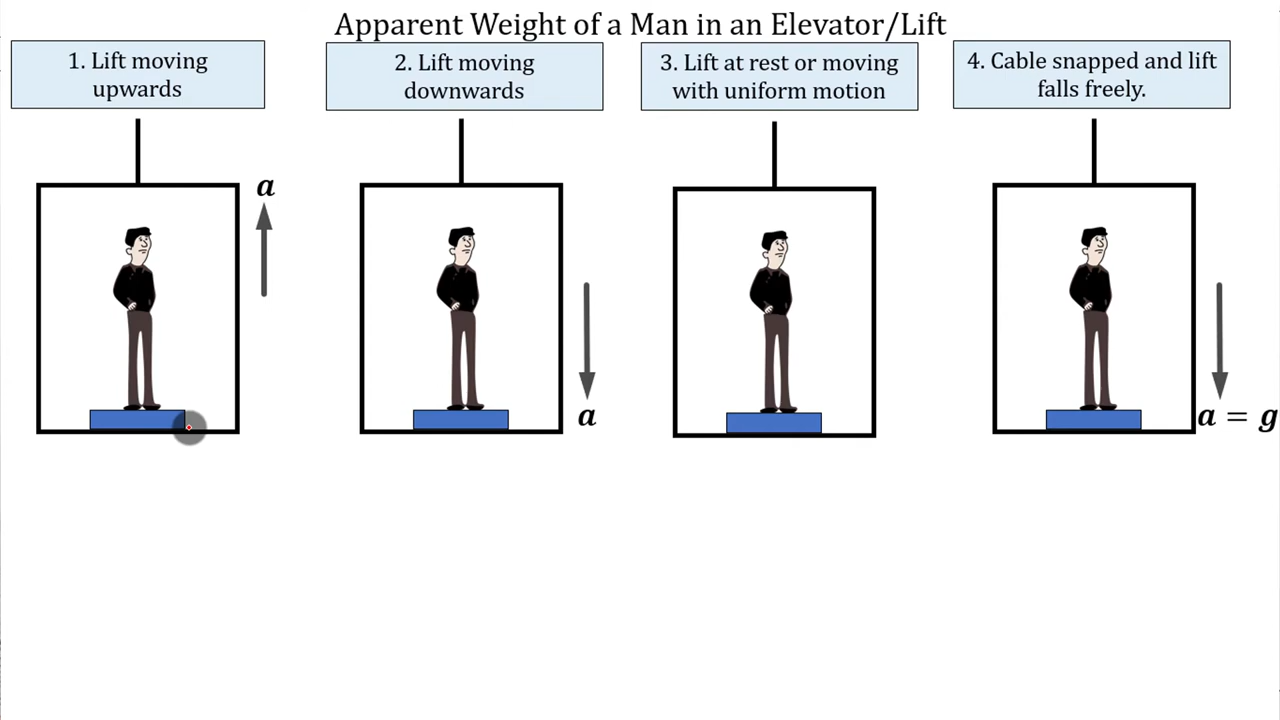 Apparent Weight of a Man in an Elevator/Lift
1. Lift moving
upwards
2. Lift moving
downwards
3. Lift at rest or moving
with uniform motion
4. Cable snapped and lift
falls freely.
a
a
a = g